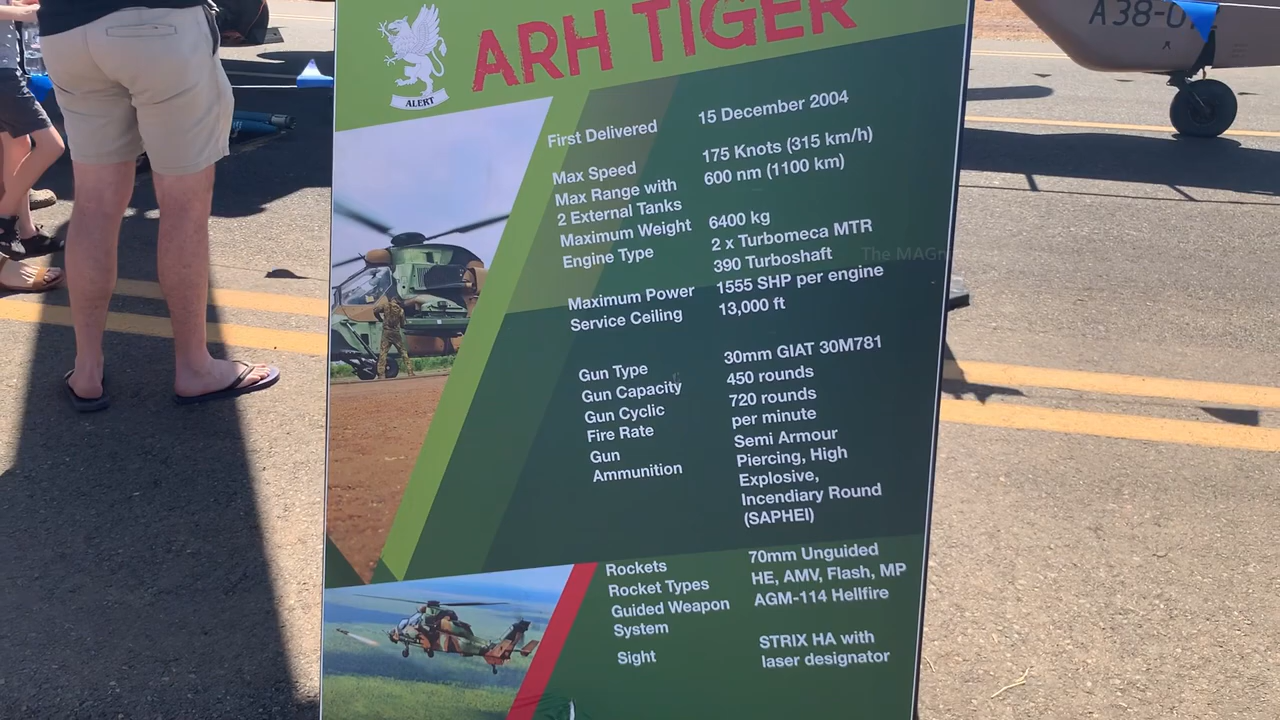 ARH TIGER
ALERT
First Delivered 15 December 2004
Max Speed 175 Knots (315 km/h)
Max Range with 600 nm (1100 km)
2 External Tanks
Maximum Weight 6400 kg
Engine Type 2 x Turbomeca MTR
390 Turboshaft
Maximum Power 1555 SHP per engine
Service Ceiling 13,000 ft
Gun Type 30mm GIAT 30M781
Gun Capacity 450 rounds
Gun Cyclic 720 rounds
Fire Rate per minute
Gun Semi Armour
Ammunition Piercing, High
Explosive,
Incendiary Round
(SAPHEI)
Rockets 70mm Unguided
Rocket Types HE, AMV, Flash, MP
Guided Weapon AGM-114 Hellfire
System
Sight STRIX HA with
laser designator
The